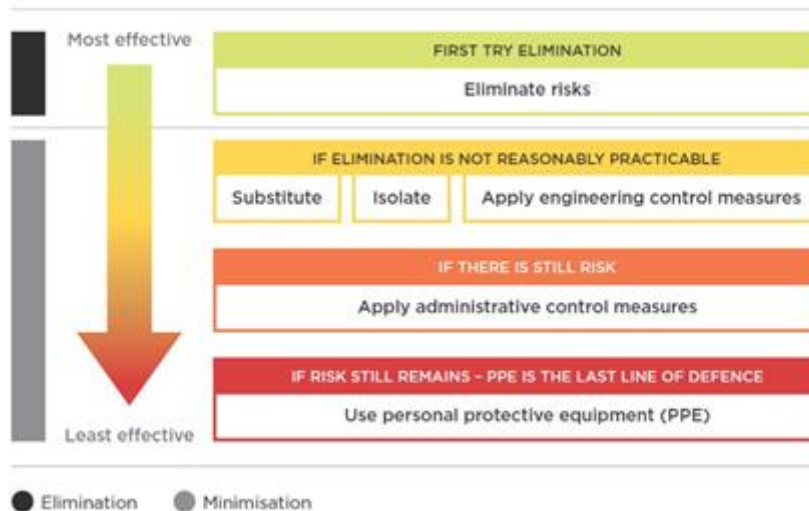 Most effective
FIRST TRY ELIMINATION
Eliminate risks
IF ELIMINATION IS NOT REASONABLY PRACTICABLE
Substitute
Isolate
Apply engineering control measures
IF THERE IS STILL RISK
Apply administrative control measures
IF RISK STILL REMAINS – PPE IS THE LAST LINE OF DEFENCE
Use personal protective equipment (PPE)
Least effective
Elimination
Minimisation